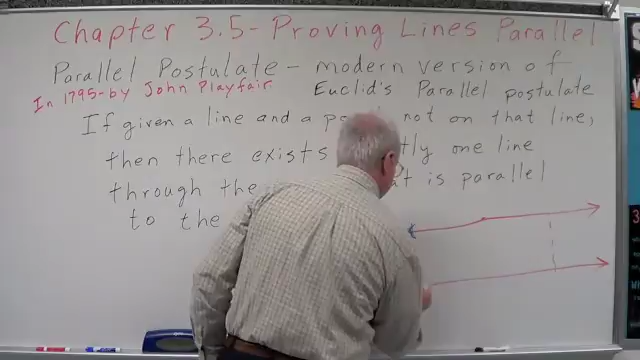 Chapter 3.5 - Proving Lines Parallel
Parallel Postulate - modern version of
In 1795 - by John Playfair Euclid's Parallel postulate
If given a line and a not on that line,
then there exists one line
through the is parallel
to the